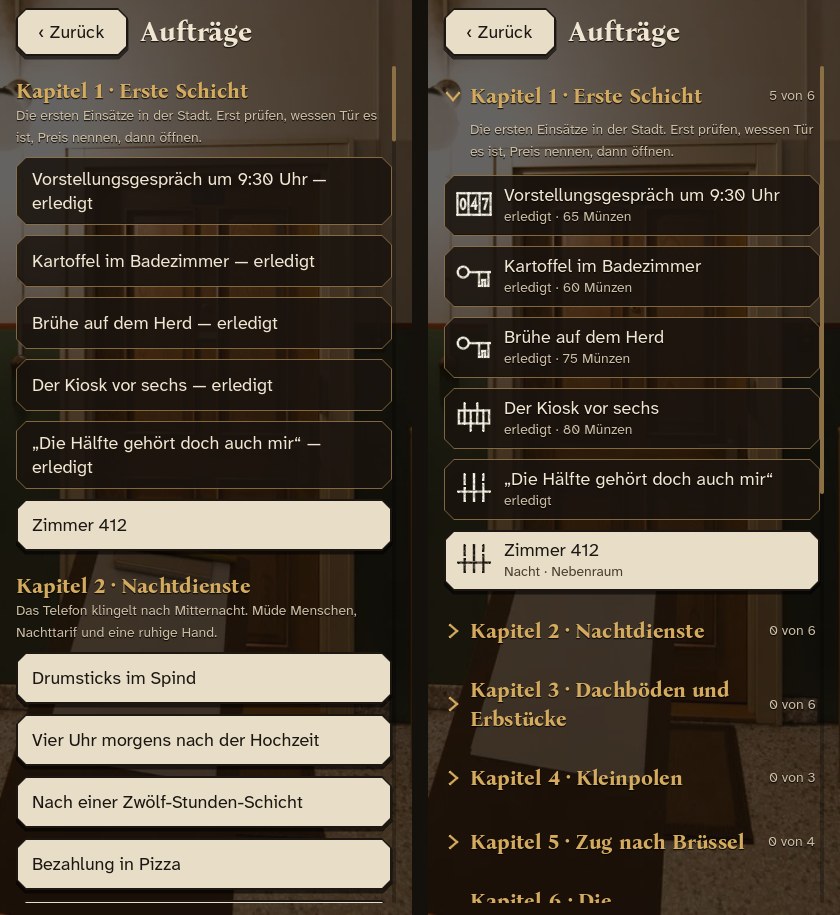 ‹ Zurück
Aufträge
Kapitel 1 · Erste Schicht
Die ersten Einsätze in der Stadt. Erst prüfen, wessen Tür es
ist, Preis nennen, dann öffnen.
Vorstellungsgespräch um 9:30 Uhr —
erledigt
Kartoffel im Badezimmer — erledigt
Brühe auf dem Herd — erledigt
Der Kiosk vor sechs — erledigt
„Die Hälfte gehört doch auch mir“ —
erledigt
Zimmer 412
Kapitel 2 · Nachtdienste
Das Telefon klingelt nach Mitternacht. Müde Menschen,
Nachttarif und eine ruhige Hand.
Drumsticks im Spind
Vier Uhr morgens nach der Hochzeit
Nach einer Zwölf-Stunden-Schicht
Bezahlung in Pizza
‹ Zurück
Aufträge
Kapitel 1 · Erste Schicht
5 von 6
Die ersten Einsätze in der Stadt. Erst prüfen, wessen Tür
es ist, Preis nennen, dann öffnen.
047
Vorstellungsgespräch um 9:30 Uhr
erledigt · 65 Münzen
Kartoffel im Badezimmer
erledigt · 60 Münzen
Brühe auf dem Herd
erledigt · 75 Münzen
Der Kiosk vor sechs
erledigt · 80 Münzen
„Die Hälfte gehört doch auch mir“
erledigt
Zimmer 412
Nacht · Nebenraum
Kapitel 2 · Nachtdienste
0 von 6
Kapitel 3 · Dachböden und
Erbstücke
0 von 6
Kapitel 4 · Kleinpolen
0 von 3
Kapitel 5 · Zug nach Brüssel
0 von 4
Kapitel 6 · Die